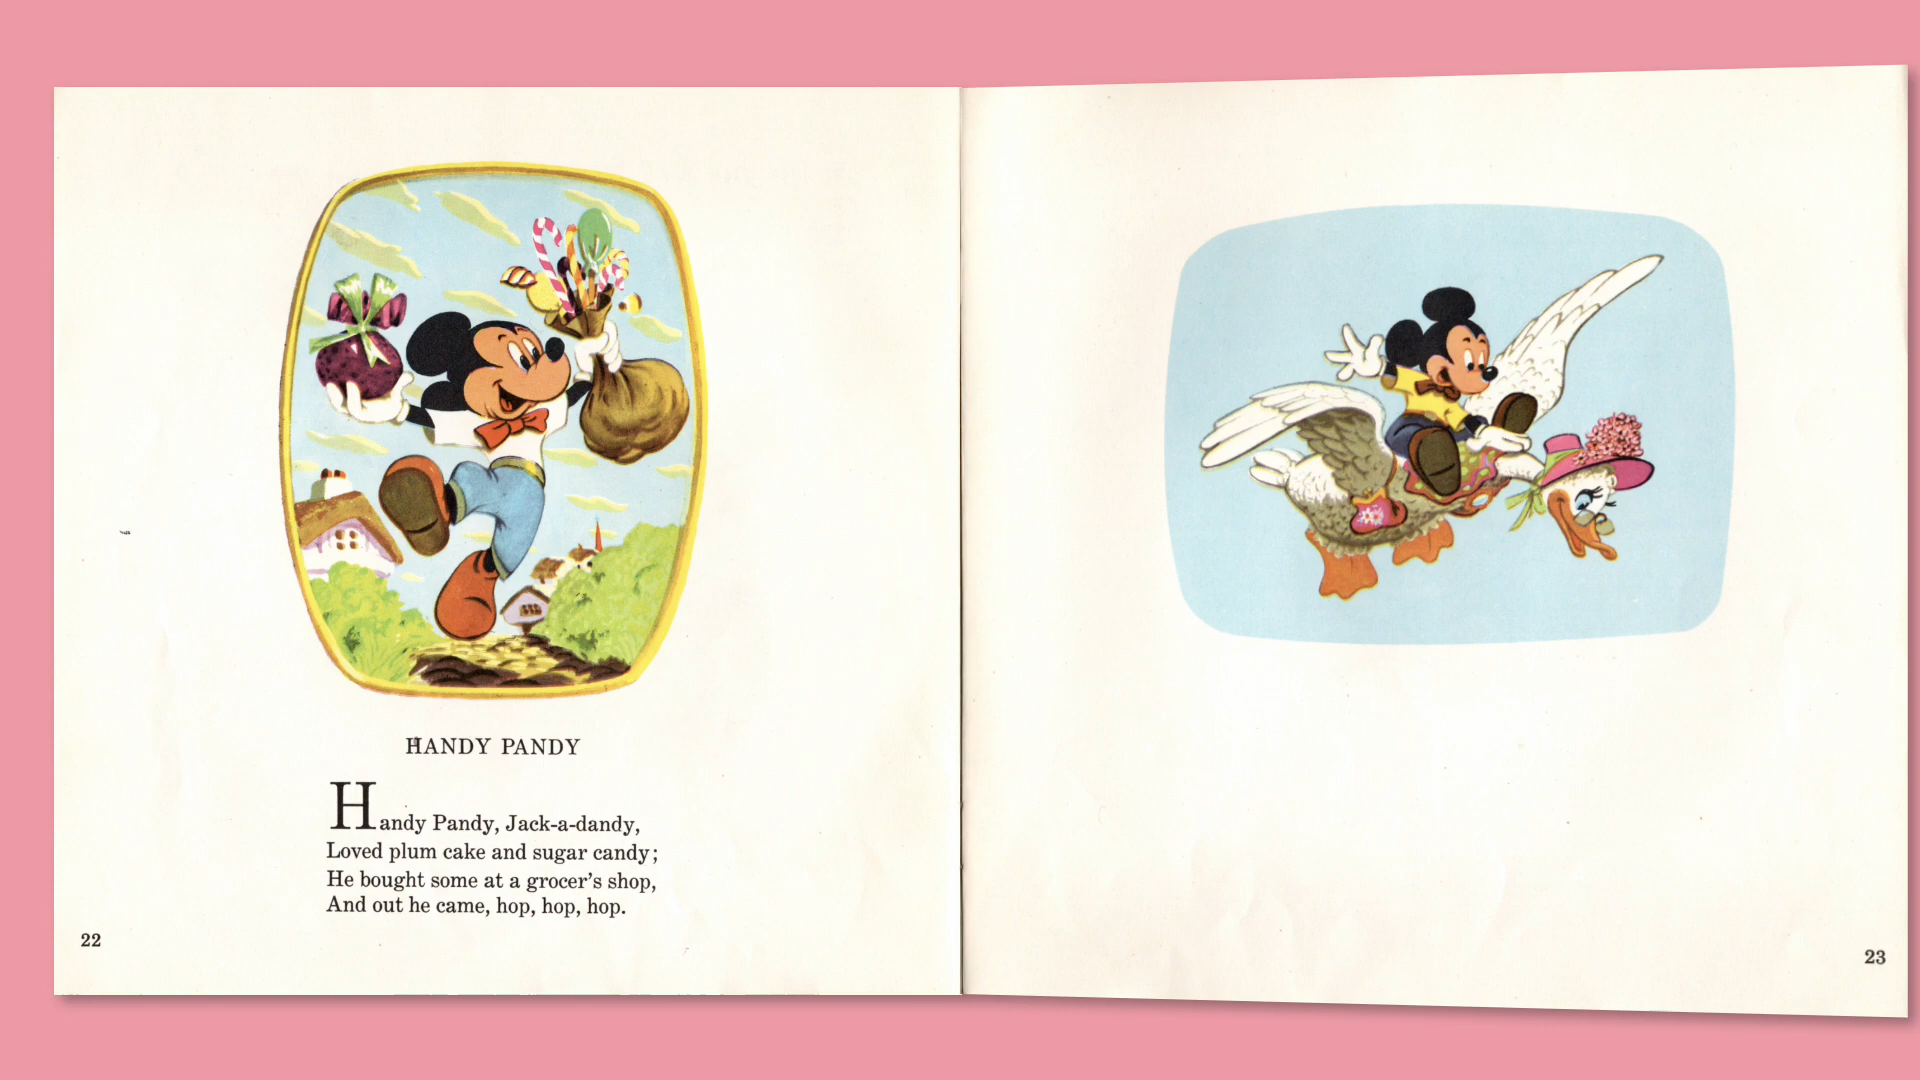 HANDY PANDY
Handy Pandy, Jack-a-dandy,
Loved plum cake and sugar candy;
He bought some at a grocer's shop,
And out he came, hop, hop, hop.
22
23